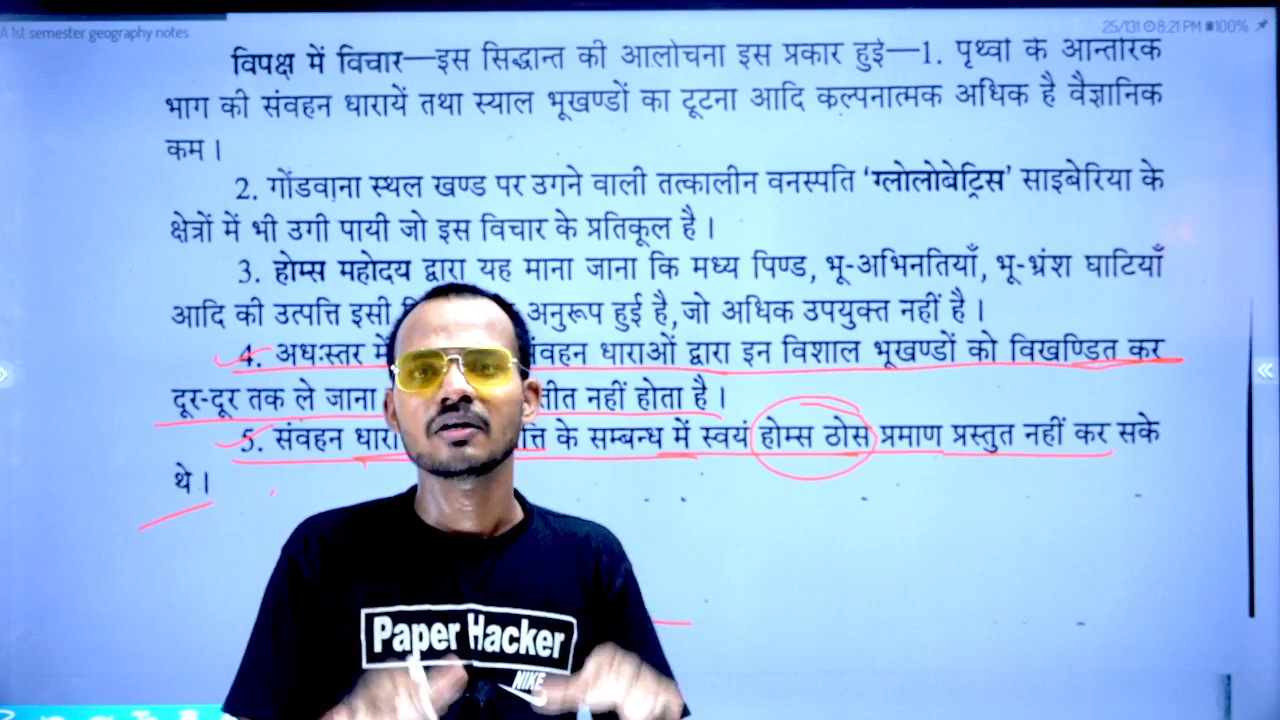 A 1st semester geography notes
25/131 8:21 PM 100%
विपक्ष में विचार—इस सिद्धान्त की आलोचना इस प्रकार हुई—1. पृथ्वी के आन्तरिक
भाग की संवहन धारायें तथा स्याल भूखण्डों का टूटना आदि कल्पनात्मक अधिक है वैज्ञानिक
कम ।
2. गोंडवाना स्थल खण्ड पर उगने वाली तत्कालीन वनस्पति ‘ग्लोलोबेट्रिस’ साइबेरिया के
क्षेत्रों में भी उगी पायी जो इस विचार के प्रतिकूल है ।
3. होम्स महोदय द्वारा यह माना जाना कि मध्य पिण्ड, भू-अभिनतियाँ, भू-भ्रंश घाटियाँ
आदि की उत्पत्ति इसी अनुरूप हुई है, जो अधिक उपयुक्त नहीं है ।
4. अधःस्तर में संवहन धाराओं द्वारा इन विशाल भूखण्डों को विखण्डित कर
दूर-दूर तक ले जाना नहीं होता है ।
5. संवहन के सम्बन्ध में स्वयं होम्स ठोस प्रमाण प्रस्तुत नहीं कर सके
थे ।
Paper Hacker
NIKE